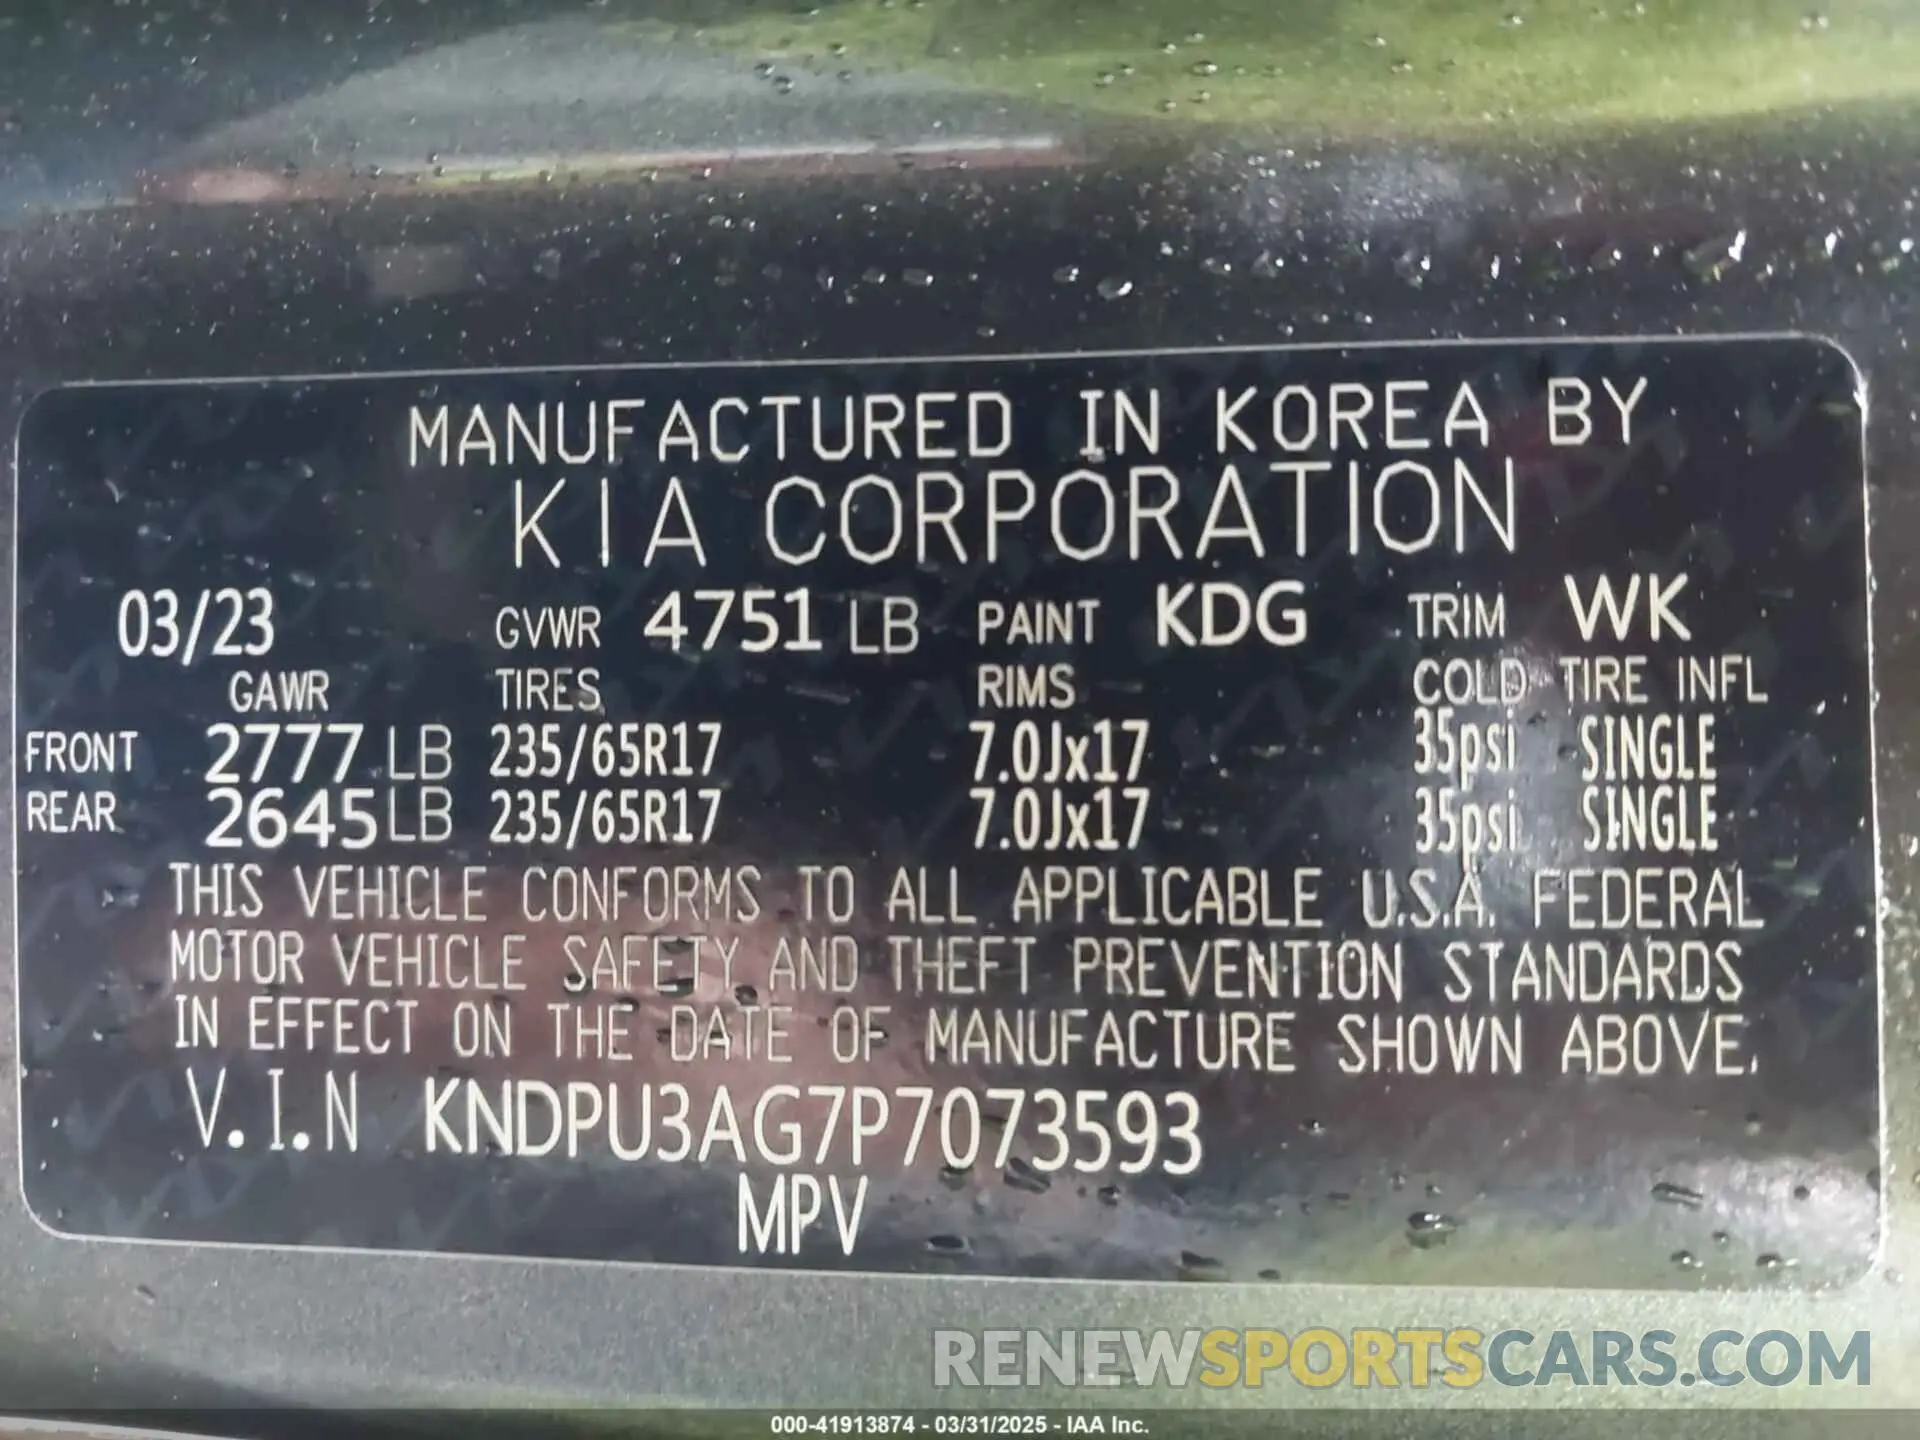 MANUFACTURED IN KOREA BY
KIA CORPORATION
03/23 GVWR 4751 LB PAINT KDG TRIM WK
GAWR TIRES RIMS COLD TIRE INFL
FRONT 2777 LB 235/65R17 7.0Jx17 35psi SINGLE
REAR 2645 LB 235/65R17 7.0Jx17 35psi SINGLE
THIS VEHICLE CONFORMS TO ALL APPLICABLE U.S.A. FEDERAL
MOTOR VEHICLE SAFETY AND THEFT PREVENTION STANDARDS
IN EFFECT ON THE DATE OF MANUFACTURE SHOWN ABOVE.
V.I.N KNDPU3AG7P7073593
MPV
RENEWSPORTSCARS.COM
000-41913874 - 03/31/2025 - IAA Inc.